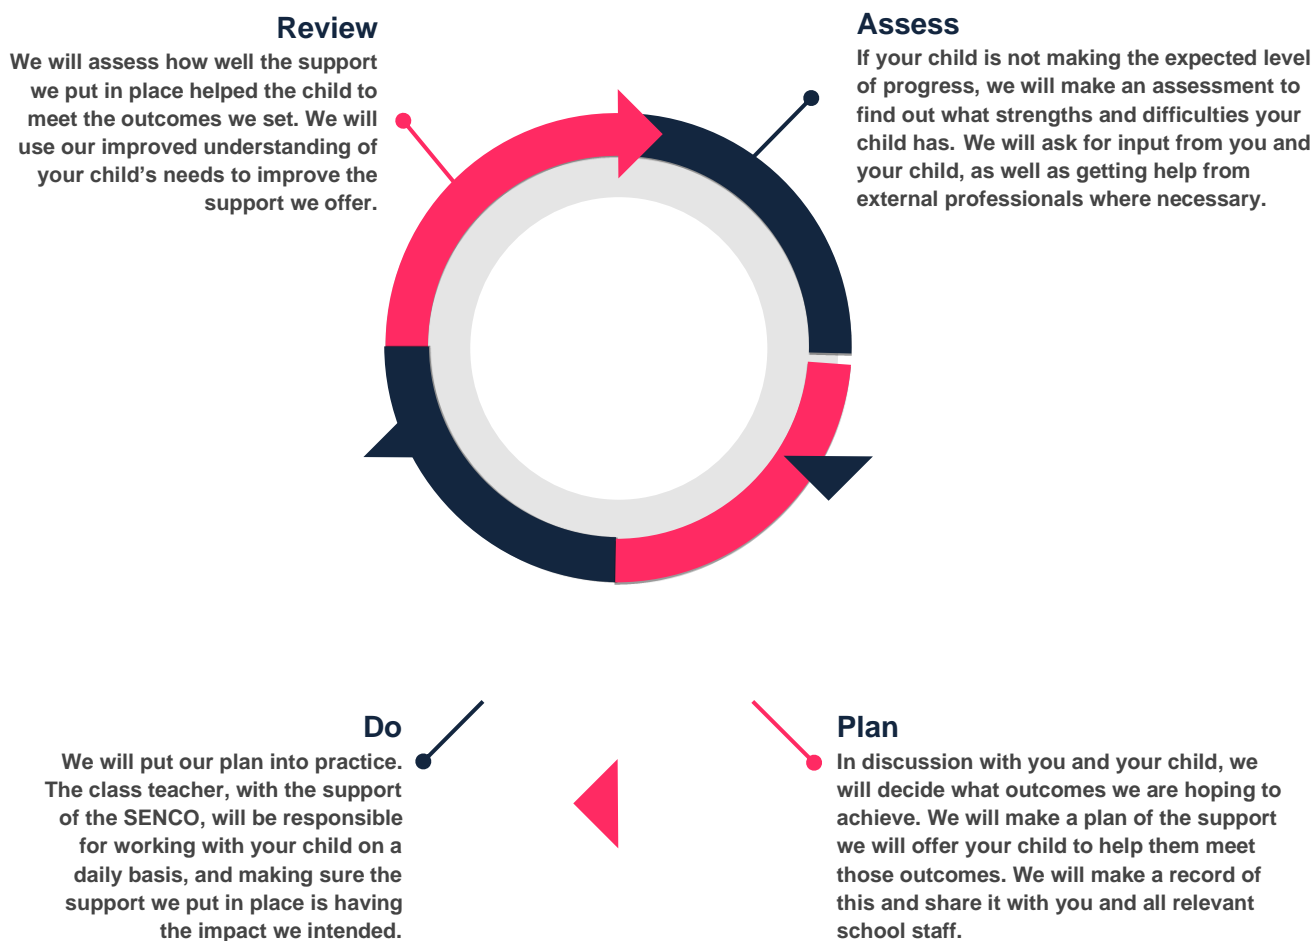 Review
We will assess how well the support
we put in place helped the child to
meet the outcomes we set. We will
use our improved understanding of
your child’s needs to improve the
support we offer.
Assess
If your child is not making the expected level
of progress, we will make an assessment to
find out what strengths and difficulties your
child has. We will ask for input from you and
your child, as well as getting help from
external professionals where necessary.
Do
We will put our plan into practice.
The class teacher, with the support
of the SENCO, will be responsible
for working with your child on a
daily basis, and making sure the
support we put in place is having
the impact we intended.
Plan
In discussion with you and your child, we
will decide what outcomes we are hoping to
achieve. We will make a plan of the support
we will offer your child to help them meet
those outcomes. We will make a record of
this and share it with you and all relevant
school staff.